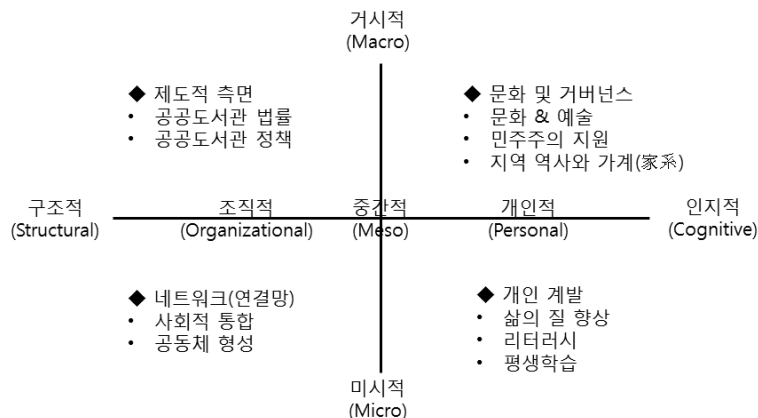 거시적
(Macro)
◆ 제도적 측면
• 공공도서관 법률
• 공공도서관 정책
◆ 문화 및 거버넌스
• 문화 & 예술
• 민주주의 지원
• 지역 역사와 가계(家系)
구조적
(Structural)
조직적
(Organizational)
중간적
(Meso)
개인적
(Personal)
인지적
(Cognitive)
◆ 네트워크(연결망)
• 사회적 통합
• 공동체 형성
◆ 개인 계발
• 삶의 질 향상
• 리터러시
• 평생학습
미시적
(Micro)